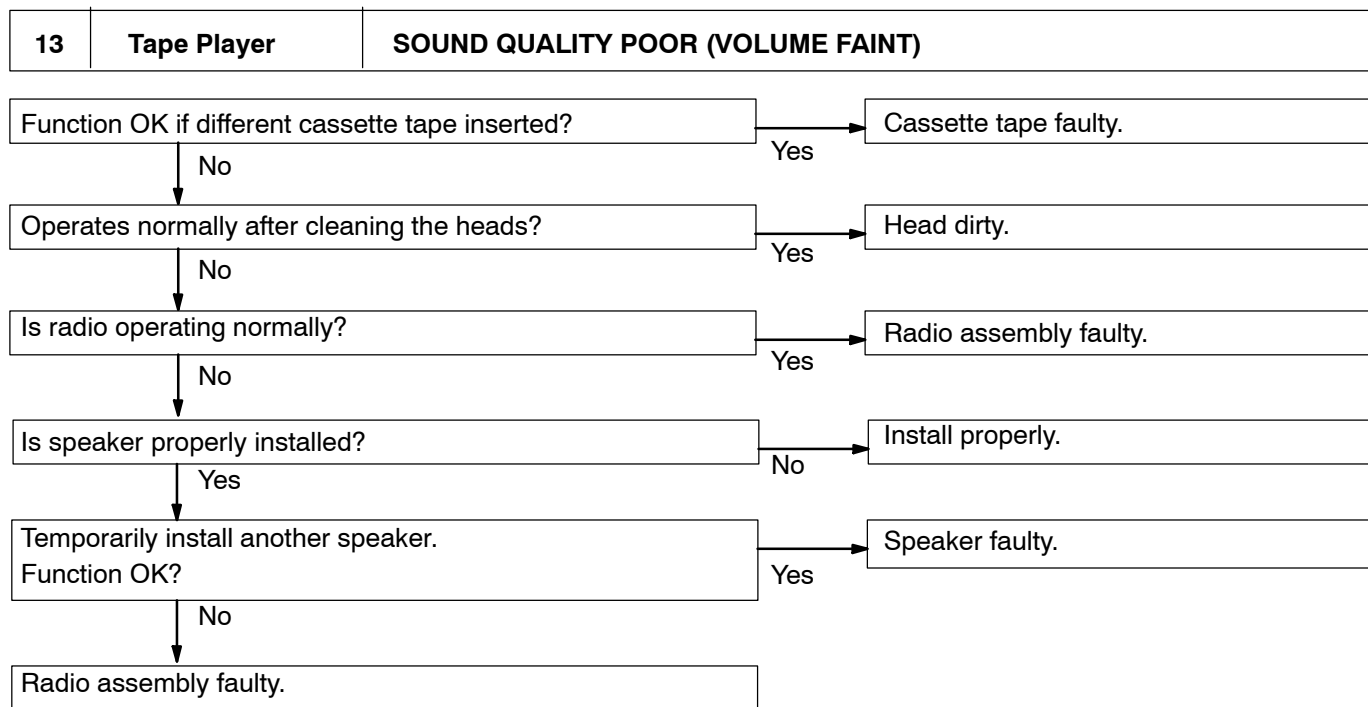 13 Tape Player SOUND QUALITY POOR (VOLUME FAINT)
Function OK if different cassette tape inserted?
Yes
Cassette tape faulty.
No
Operates normally after cleaning the heads?
Yes
Head dirty.
No
Is radio operating normally?
Yes
Radio assembly faulty.
No
Is speaker properly installed?
No
Install properly.
Yes
Temporarily install another speaker.
Function OK?
Yes
Speaker faulty.
No
Radio assembly faulty.